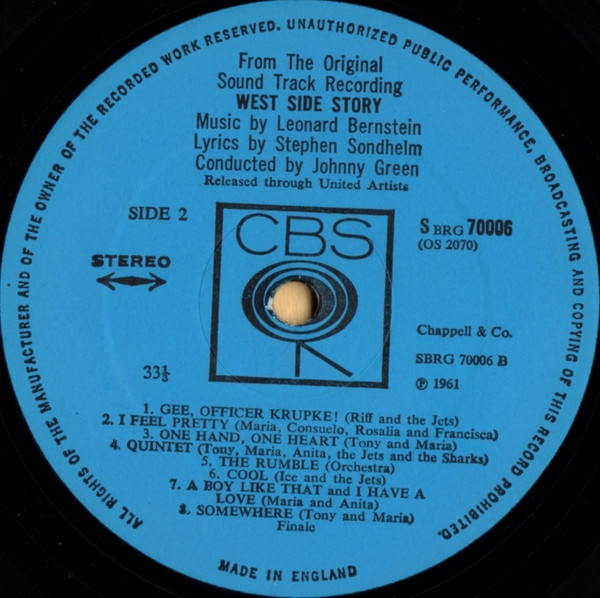 ALL RIGHTS OF THE MANUFACTURER AND OF THE OWNER OF THE RECORDED WORK RESERVED. UNAUTHORIZED PUBLIC PERFORMANCE, BROADCASTING AND COPYING OF THIS RECORD PROHIBITED.
From The Original
Sound Track Recording
WEST SIDE STORY
Music by Leonard Bernstein
Lyrics by Stephen Sondhelm
Conducted by Johnny Green
Released through United Artists
SIDE 2
CBS
S BRG 70006
(OS 2070)
STEREO
Chappell & Co.
SBRG 70006 B
33⅓
℗ 1961
1. GEE, OFFICER KRUPKE! (Riff and the Jets)
2. I FEEL PRETTY (Maria, Consuelo, Rosalia and Francisca)
3. ONE HAND, ONE HEART (Tony and Maria)
4. QUINTET (Tony, Maria, Anita, the Jets and the Sharks)
5. THE RUMBLE (Orchestra)
6. COOL (Ice and the Jets)
7. A BOY LIKE THAT and I HAVE A
LOVE (Maria and Anita)
8. SOMEWHERE (Tony and Maria)
Finale
MADE IN ENGLAND